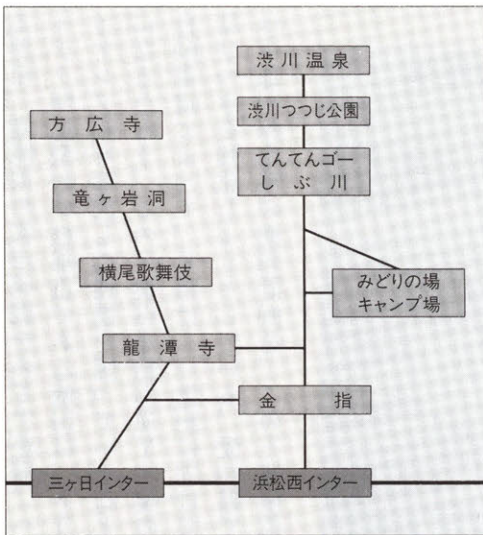 渋川温泉
渋川つつじ公園
方広寺
てんてんゴー
しぶ川
竜ヶ岩洞
横尾歌舞伎
みどりの場
キャンプ場
龍潭寺
金指
三ヶ日インター
浜松西インター